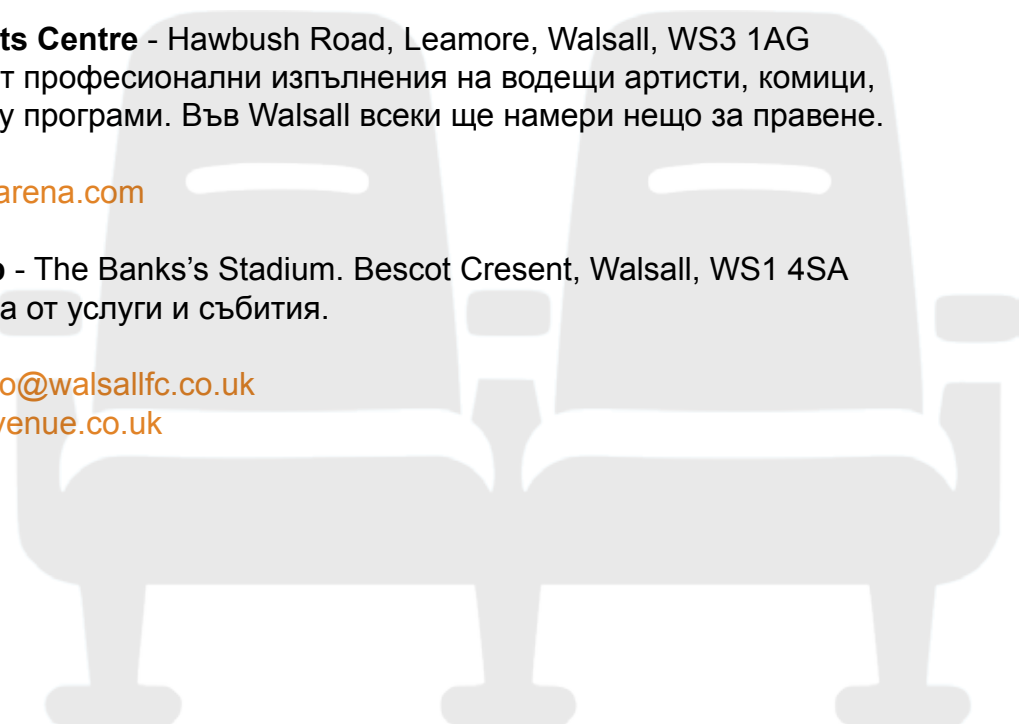 ts Centre - Hawbush Road, Leamore, Walsall, WS3 1AG
т професионални изпълнения на водещи артисти, комици,
у програми. Във Walsall всеки ще намери нещо за правене.
arena.com
- The Banks's Stadium. Bescot Cresent, Walsall, WS1 4SA
а от услуги и събития.
o@walsallfc.co.uk
venue.co.uk